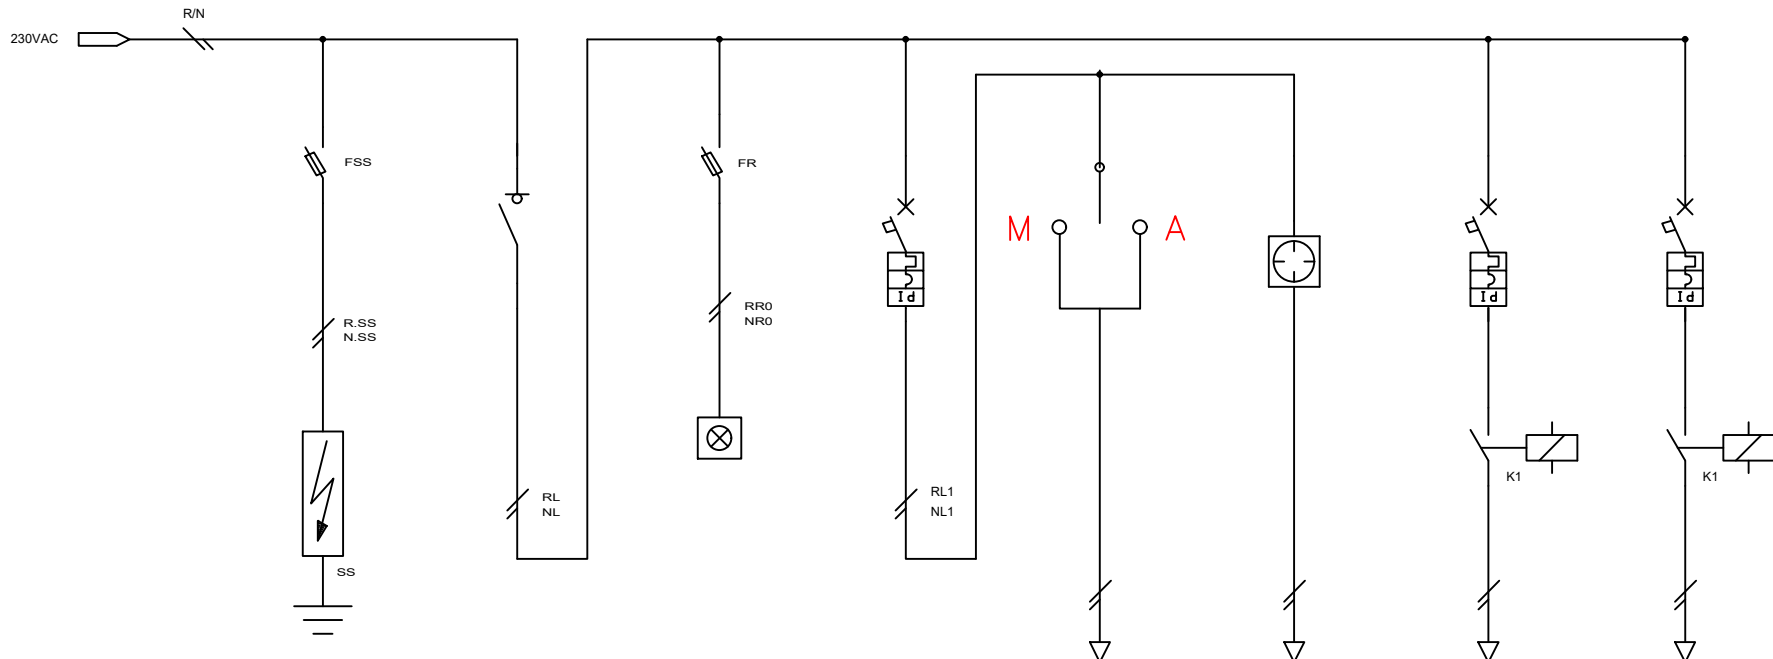 R/N
230VAC
FSS
FR
M
A
Id
Id
Id
RR0
NR0
R.SS
N.SS
K1
K1
RL
NL
RL1
NL1
SS